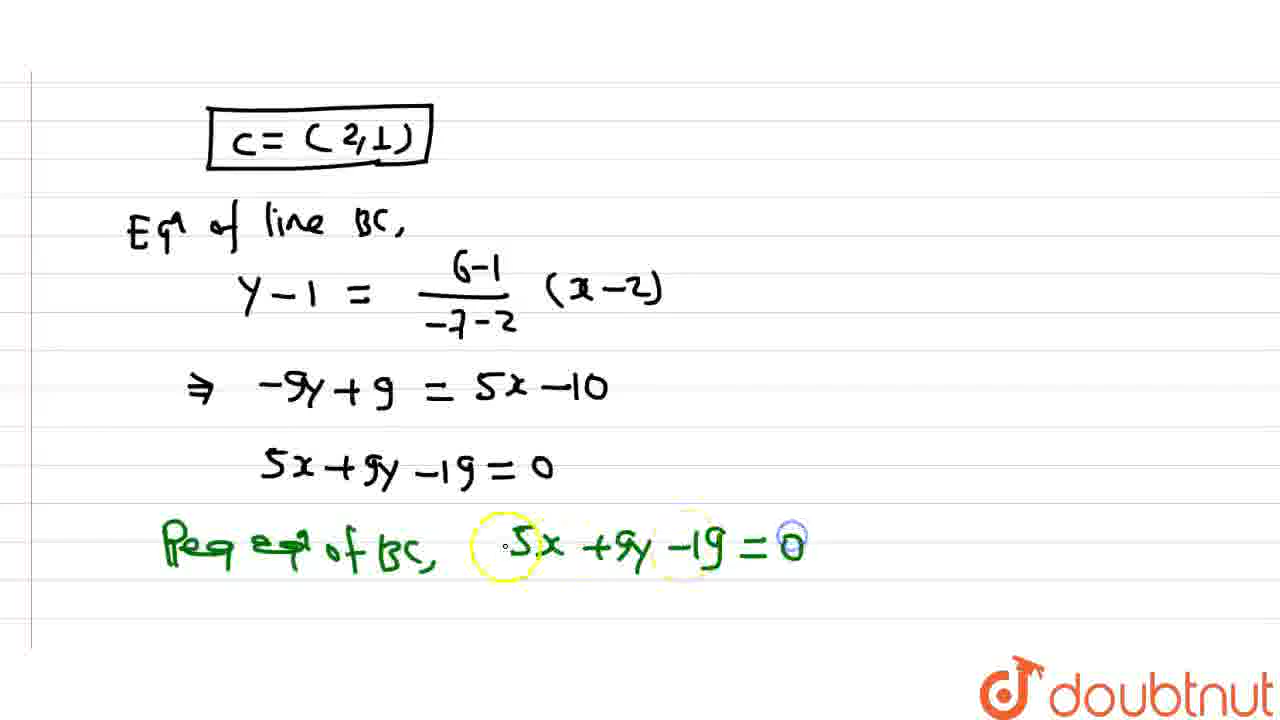 C = (2,1)
Eqn of line BC,
y - 1 = 6-1 / -7-2 (x - 2)
⇒ -9y + 9 = 5x - 10
5x + 9y - 19 = 0
Req eqn of BC, 5x + 9y - 19 = 0
doubtnut